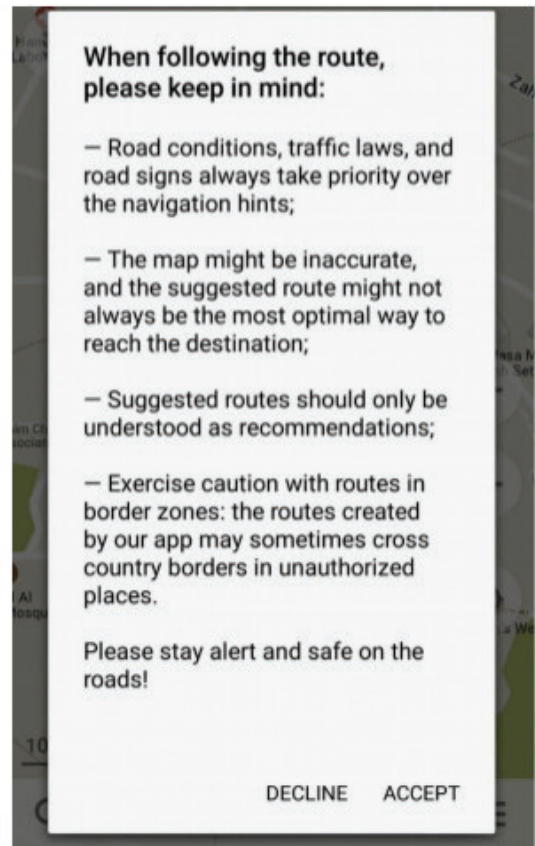 When following the route,
please keep in mind:
— Road conditions, traffic laws, and
road signs always take priority over
the navigation hints;
— The map might be inaccurate,
and the suggested route might not
always be the most optimal way to
reach the destination;
— Suggested routes should only be
understood as recommendations;
— Exercise caution with routes in
border zones: the routes created
by our app may sometimes cross
country borders in unauthorized
places.
Please stay alert and safe on the
roads!
DECLINE ACCEPT